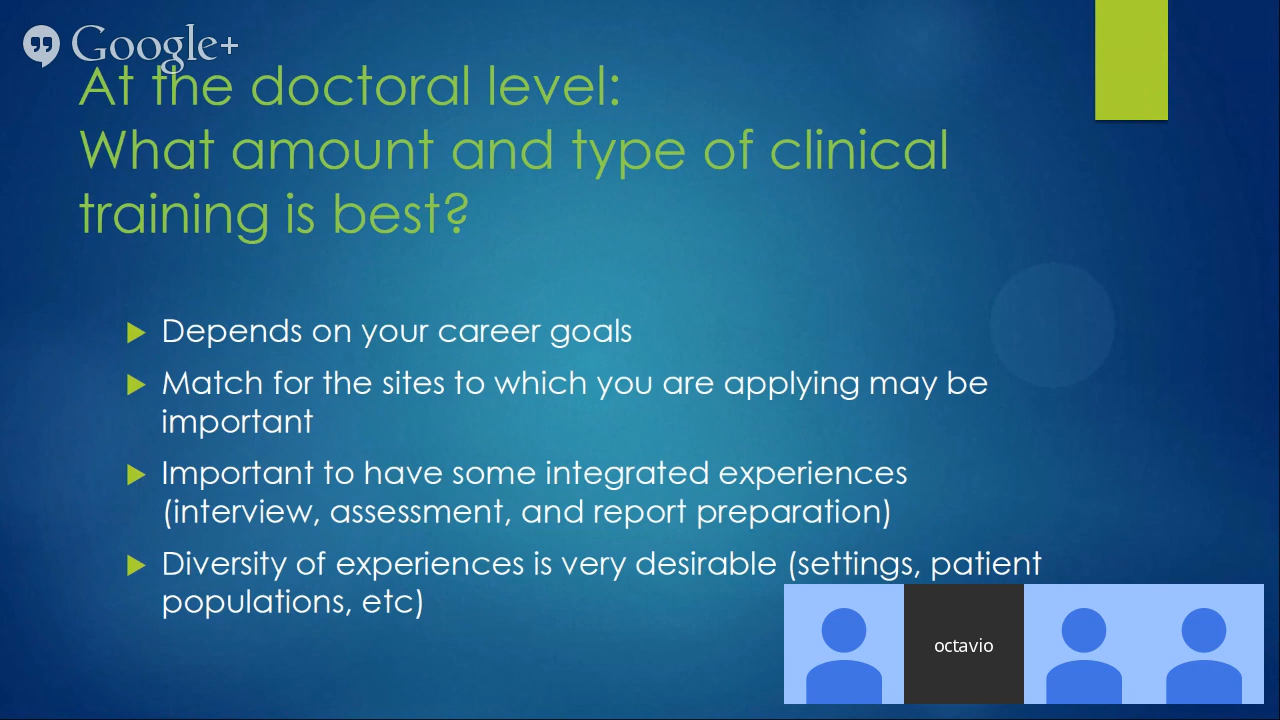 Google+
At the doctoral level:
What amount and type of clinical
training is best?
Depends on your career goals
Match for the sites to which you are applying may be
important
Important to have some integrated experiences
(interview, assessment, and report preparation)
Diversity of experiences is very desirable (settings, patient
populations, etc)
octavio